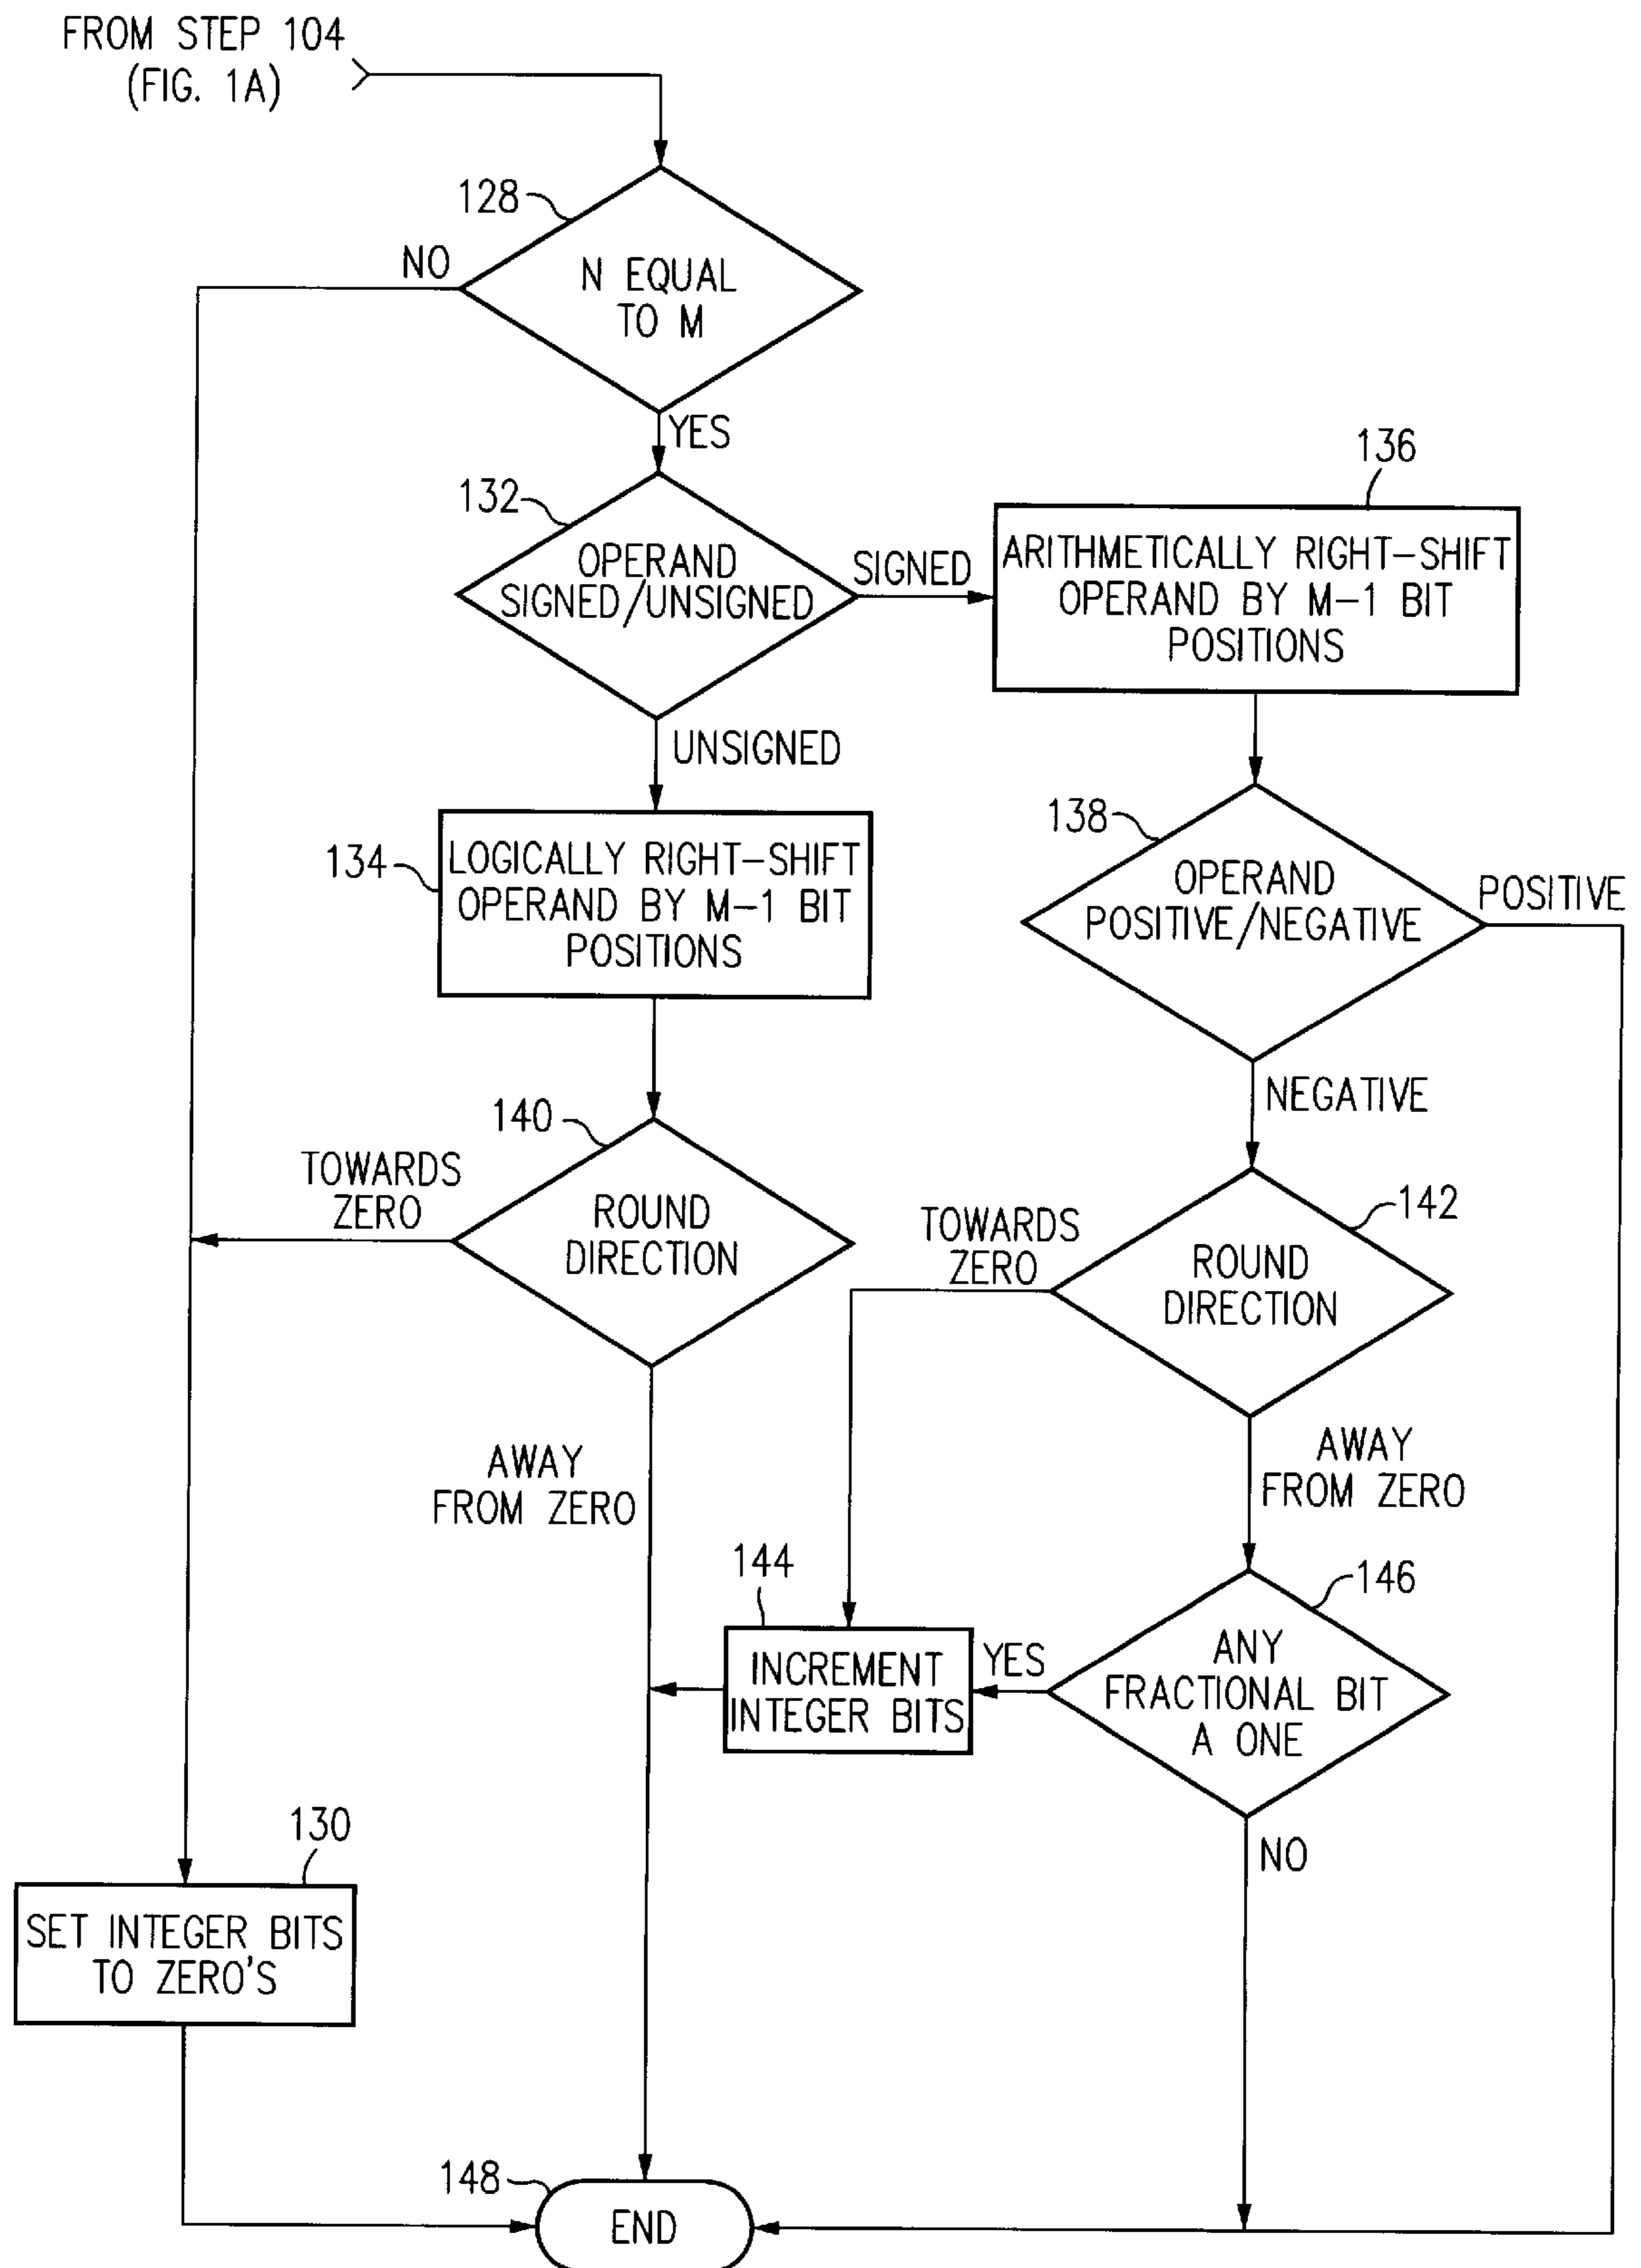 FROM STEP 104
(FIG. 1A)
128
NO
N EQUAL
TO M
YES
132
OPERAND
SIGNED/UNSIGNED
SIGNED
136
ARITHMETICALLY RIGHT-SHIFT
OPERAND BY M-1 BIT
POSITIONS
UNSIGNED
134
LOGICALLY RIGHT-SHIFT
OPERAND BY M-1 BIT
POSITIONS
138
OPERAND
POSITIVE/NEGATIVE
POSITIVE
NEGATIVE
140
TOWARDS
ZERO
ROUND
DIRECTION
142
TOWARDS
ZERO
ROUND
DIRECTION
AWAY
FROM ZERO
AWAY
FROM ZERO
144
INCREMENT
INTEGER BITS
YES
146
ANY
FRACTIONAL BIT
A ONE
NO
130
SET INTEGER BITS
TO ZERO'S
148
END